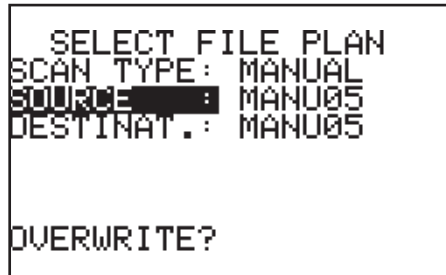 SELECT FILE PLAN
SCAN TYPE: MANUAL
SOURCE : MANU05
DESTINAT.: MANU05
OVERWRITE?